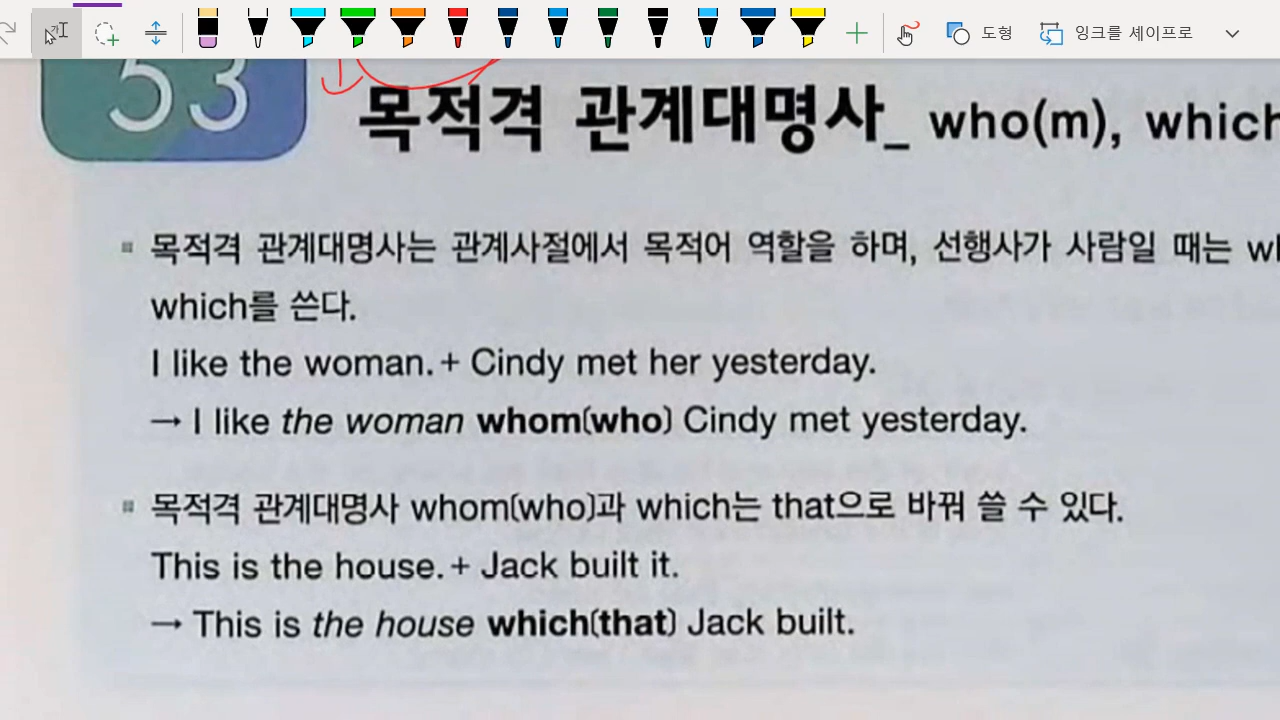 도형
잉크를 셰이프로
53
목적격 관계대명사_ who(m), which
목적격 관계대명사는 관계사절에서 목적어 역할을 하며, 선행사가 사람일 때는
which를 쓴다.
I like the woman. + Cindy met her yesterday.
→ I like the woman whom(who) Cindy met yesterday.
목적격 관계대명사 whom(who)과 which는 that으로 바꿔 쓸 수 있다.
This is the house. + Jack built it.
→ This is the house which(that) Jack built.